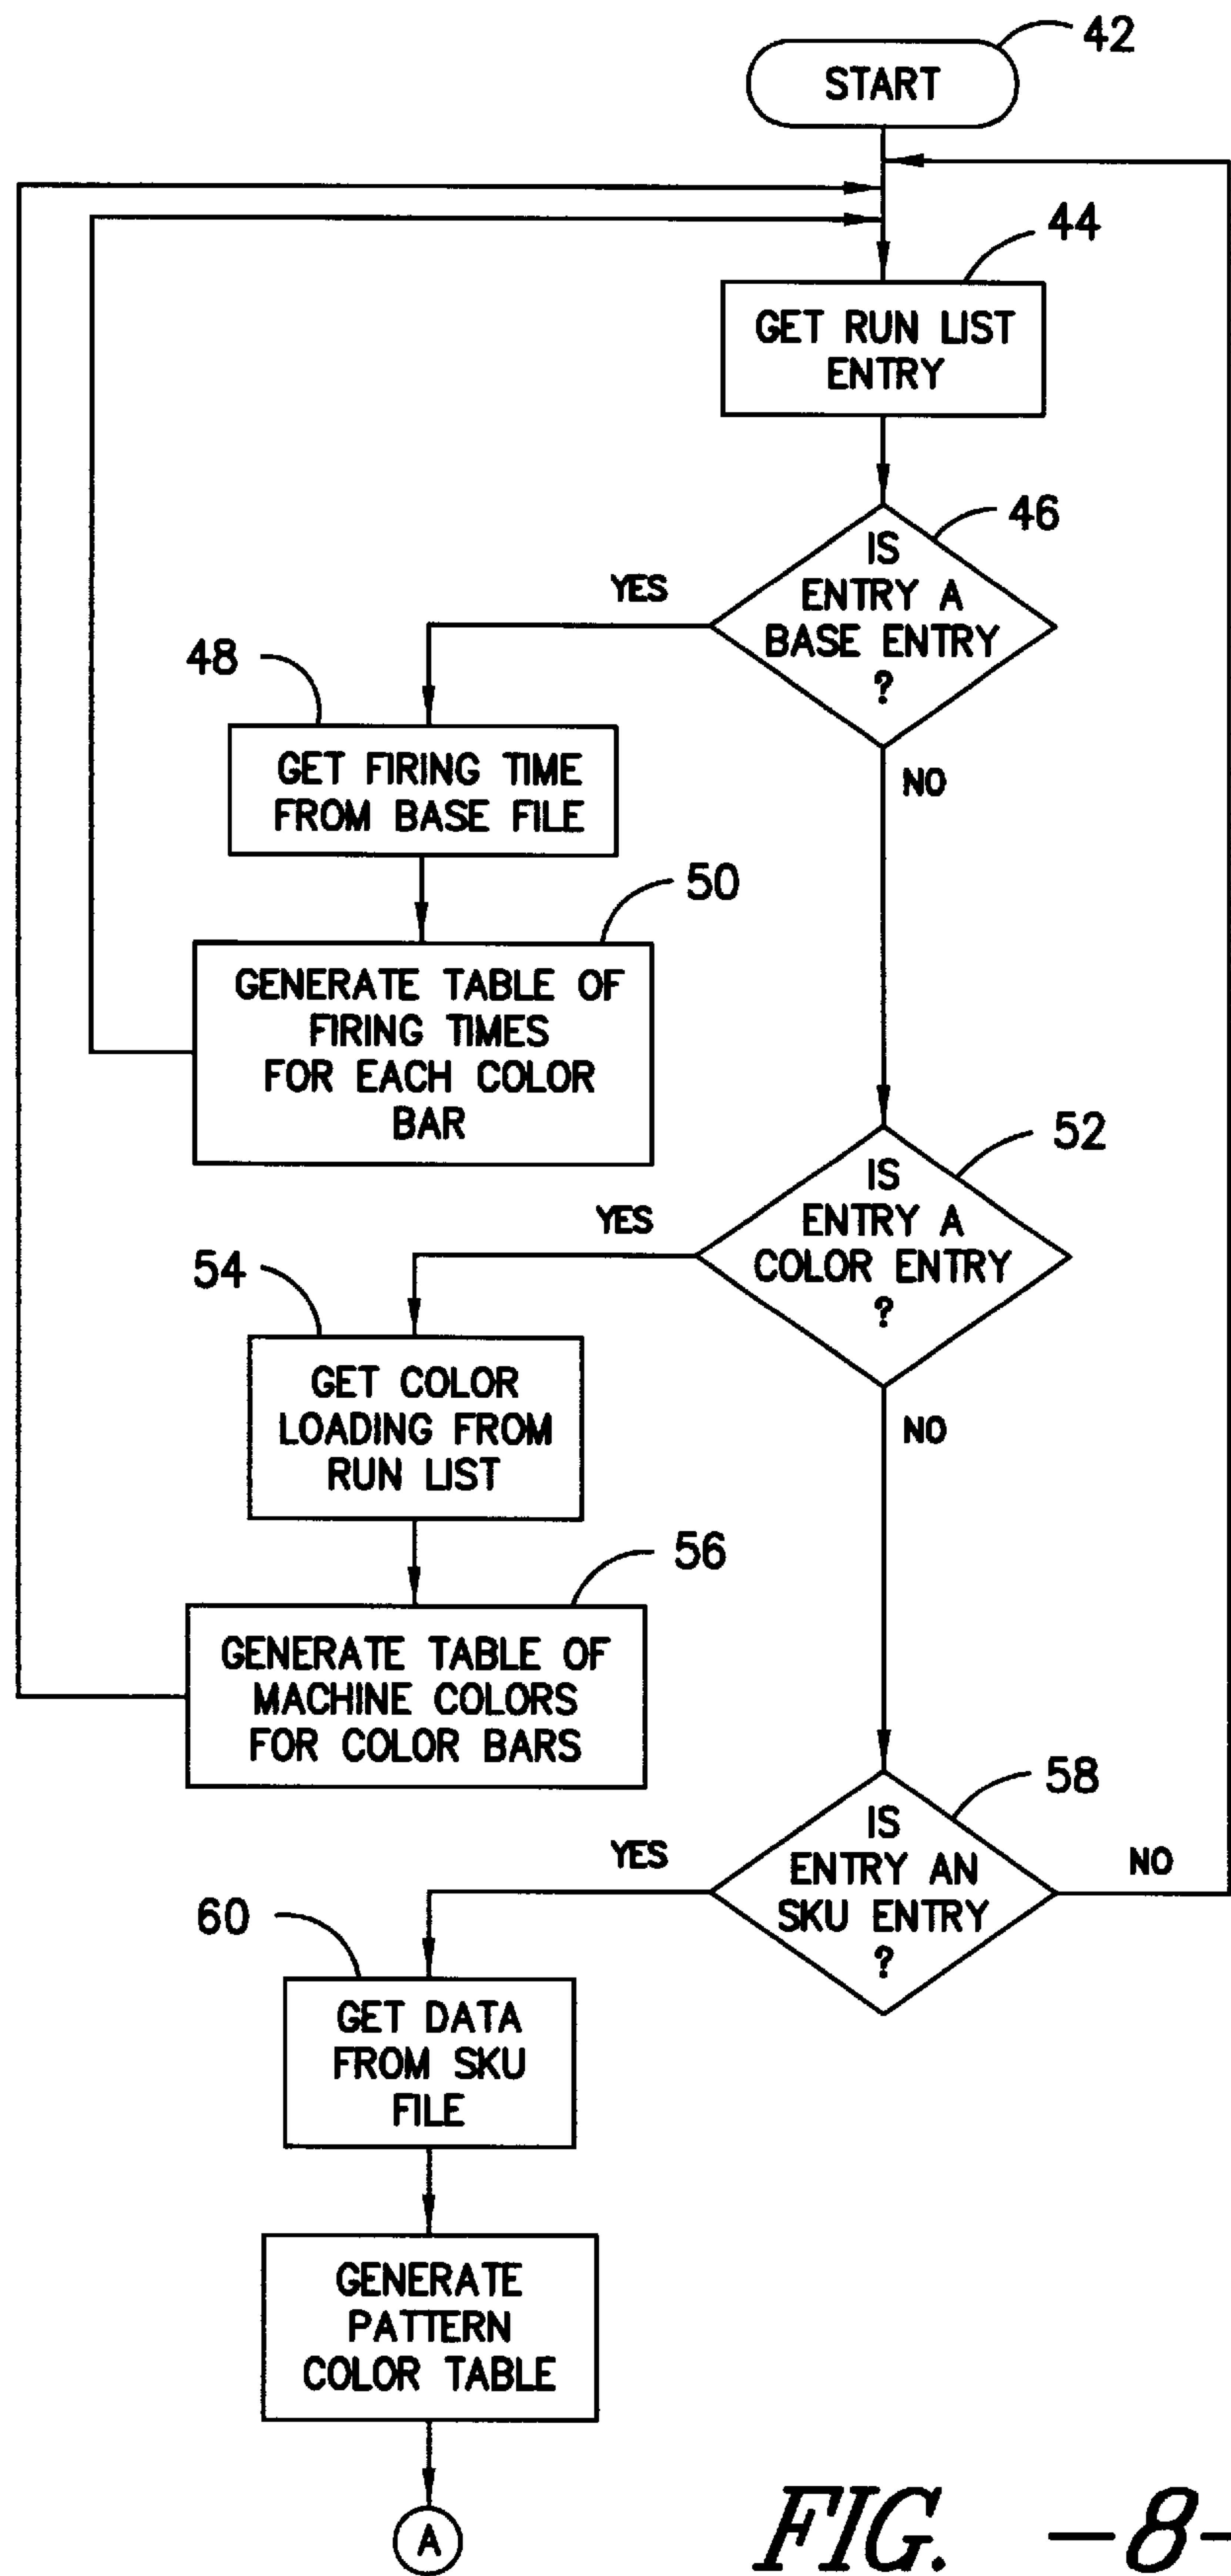 42
START
44
GET RUN LIST
ENTRY
46
IS
ENTRY A
BASE ENTRY
?
YES
NO
48
GET FIRING TIME
FROM BASE FILE
50
GENERATE TABLE OF
FIRING TIMES
FOR EACH COLOR
BAR
52
IS
ENTRY A
COLOR ENTRY
?
YES
NO
54
GET COLOR
LOADING FROM
RUN LIST
56
GENERATE TABLE OF
MACHINE COLORS
FOR COLOR BARS
58
IS
ENTRY AN
SKU ENTRY
?
YES
NO
60
GET DATA
FROM SKU
FILE
GENERATE
PATTERN
COLOR TABLE
A
FIG. -8-